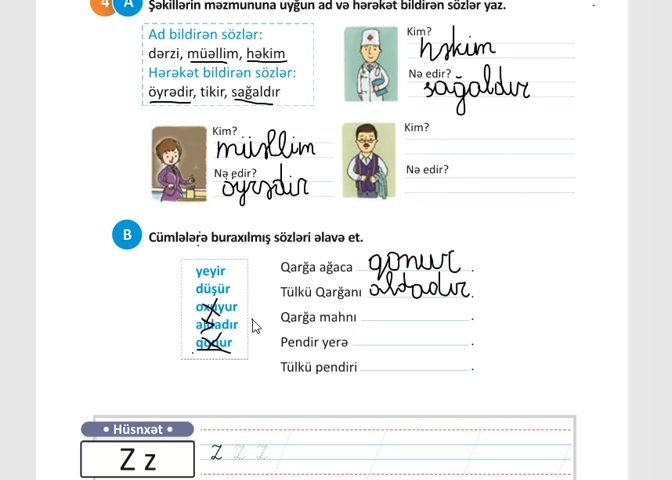 4 A Şəkillərin məzmununa uyğun ad və hərəkət bildirən sözlər yaz.
Ad bildirən sözlər:
dərzi, müəllim, həkim
Hərəkət bildirən sözlər:
öyrədir, tikir, sağaldır
Kim?
həkim
Nə edir?
sağaldır
Kim?
müəllim
Nə edir?
öyrədir
Kim?
Nə edir?
B Cümlələrə buraxılmış sözləri əlavə et.
yeyir
düşür
oxuyur
aldadır
qonur
Qarğa ağaca qonur.
Tülkü Qarğanı aldadır.
Qarğa mahnı .
Pendir yerə .
Tülkü pendiri .
• Hüsnxət •
Z z
z z z